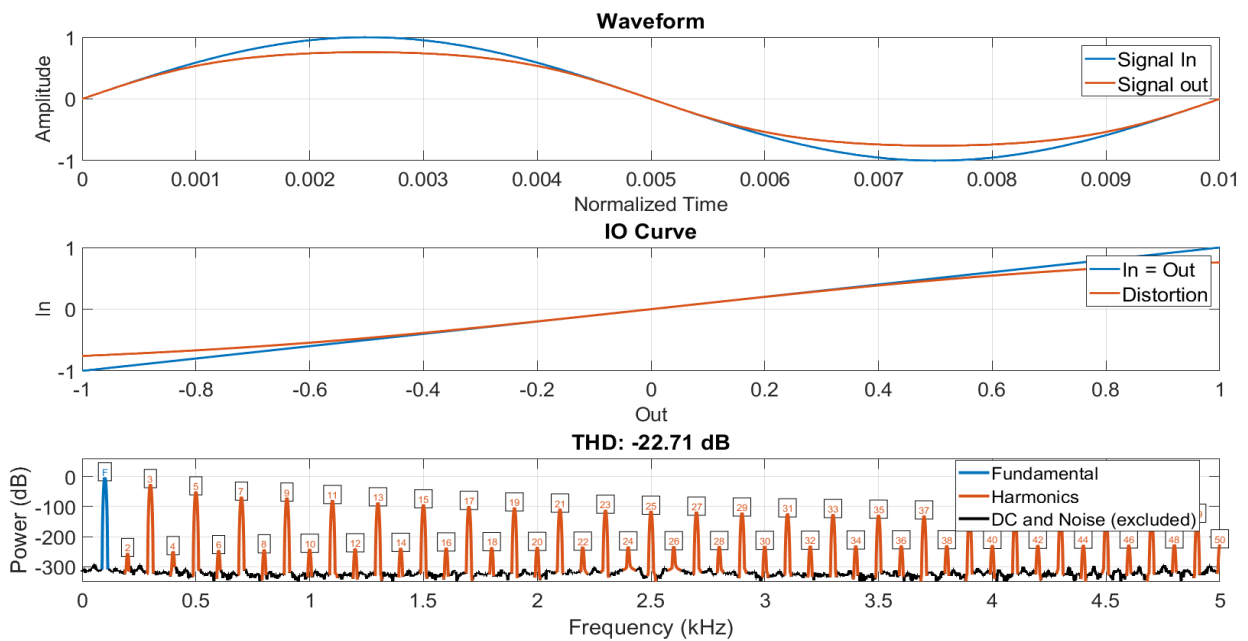 Waveform
1
0
-1
Amplitude
Signal In
Signal out
0 0.001 0.002 0.003 0.004 0.005 0.006 0.007 0.008 0.009 0.01
Normalized Time
IO Curve
1
0
-1
In
In = Out
Distortion
-1 -0.8 -0.6 -0.4 -0.2 0 0.2 0.4 0.6 0.8 1
Out
THD: -22.71 dB
0
-100
-200
-300
Power (dB)
F 3 5 7 9 11 13 15 17 19 21 23 25 27 29 31 33 35 37
2 4 6 8 10 12 14 16 18 20 22 24 26 28 30 32 34 36 38 40 42 44 46 48 50
Fundamental
Harmonics
DC and Noise (excluded)
0 0.5 1 1.5 2 2.5 3 3.5 4 4.5 5
Frequency (kHz)